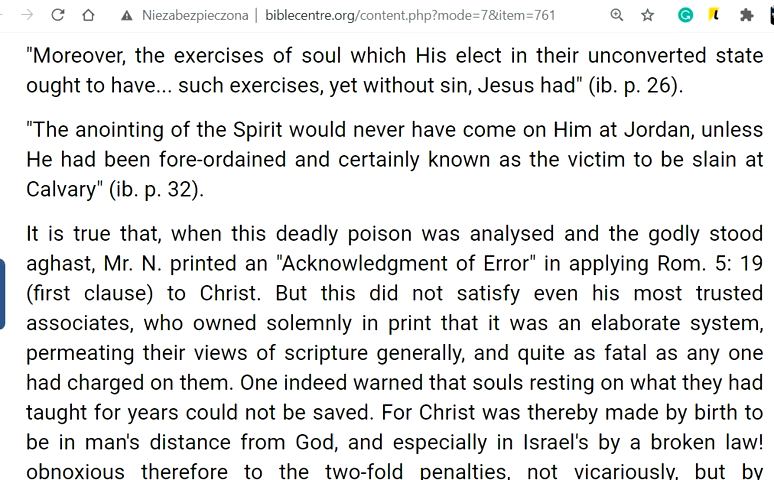 Niezabezpieczona | biblecentre.org/content.php?mode=7&item=761
"Moreover, the exercises of soul which His elect in their unconverted state
ought to have... such exercises, yet without sin, Jesus had" (ib. p. 26).
"The anointing of the Spirit would never have come on Him at Jordan, unless
He had been fore-ordained and certainly known as the victim to be slain at
Calvary" (ib. p. 32).
It is true that, when this deadly poison was analysed and the godly stood
aghast, Mr. N. printed an "Acknowledgment of Error" in applying Rom. 5: 19
(first clause) to Christ. But this did not satisfy even his most trusted
associates, who owned solemnly in print that it was an elaborate system,
permeating their views of scripture generally, and quite as fatal as any one
had charged on them. One indeed warned that souls resting on what they had
taught for years could not be saved. For Christ was thereby made by birth to
be in man's distance from God, and especially in Israel's by a broken law!
obnoxious therefore to the two-fold penalties, not vicariously, but by